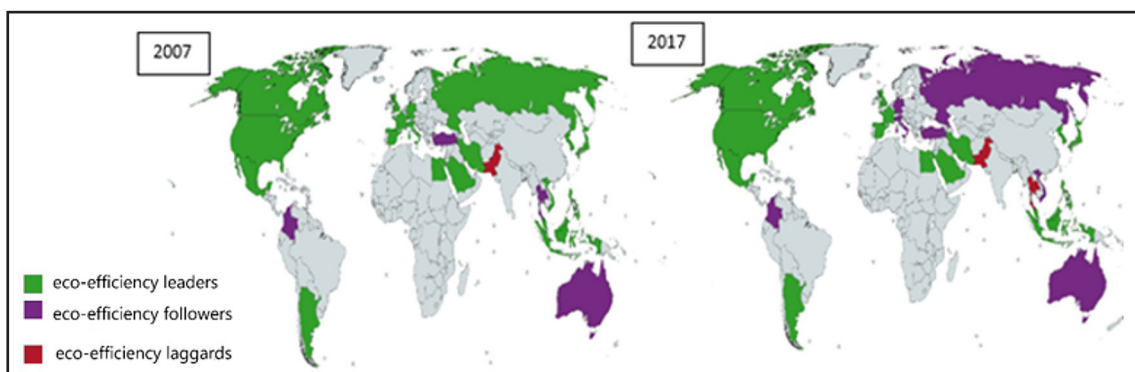 2007
2017
eco-efficiency leaders
eco-efficiency followers
eco-efficiency laggards